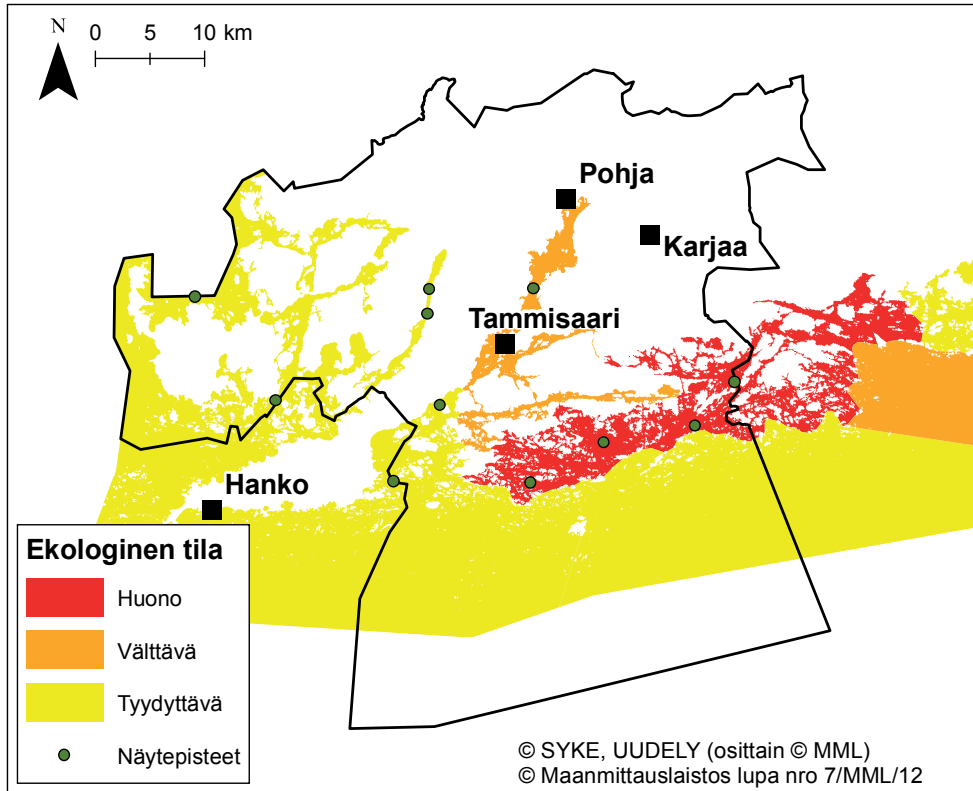 N
0 5 10 km
Pohja
Karjaa
Tammisaari
Hanko
Ekologinen tila
Huono
Välttävä
Tyydyttävä
Näytepisteet
© SYKE, UUDELY (osittain © MML)
© Maanmittauslaistos lupa nro 7/MML/12